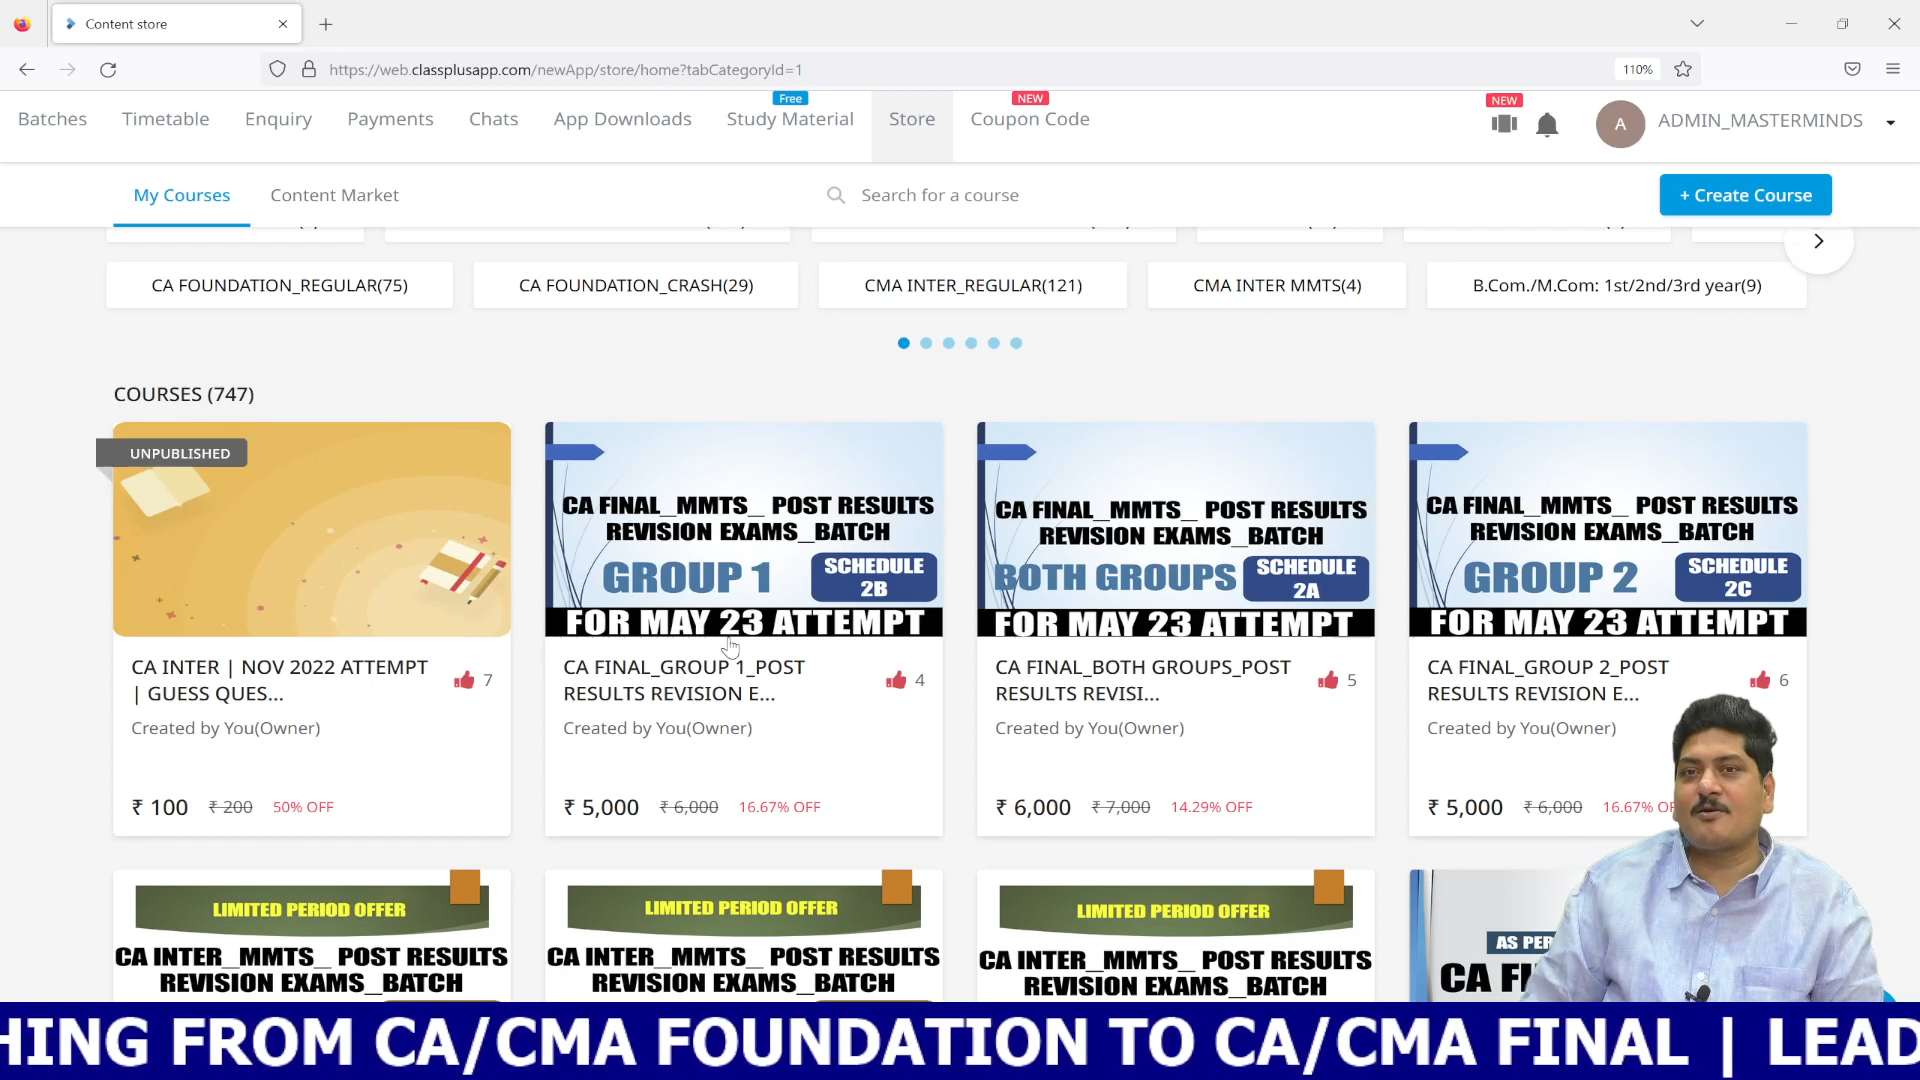 Content store
https://web.classplusapp.com/newApp/store/home?tabCategoryId=1
110%
Free
NEW
NEW
Batches
Timetable
Enquiry
Payments
Chats
App Downloads
Study Material
Store
Coupon Code
A
ADMIN_MASTERMINDS
My Courses
Content Market
Search for a course
+ Create Course
CA FOUNDATION_REGULAR(75)
CA FOUNDATION_CRASH(29)
CMA INTER_REGULAR(121)
CMA INTER MMTS(4)
B.Com./M.Com: 1st/2nd/3rd year(9)
COURSES (747)
UNPUBLISHED
CA INTER | NOV 2022 ATTEMPT
| GUESS QUES...
7
Created by You(Owner)
₹ 100 ₹ 200 50% OFF
CA FINAL_MMTS_ POST RESULTS
REVISION EXAMS_BATCH
GROUP 1
SCHEDULE
2B
FOR MAY 23 ATTEMPT
CA FINAL_GROUP 1_POST
RESULTS REVISION E...
4
Created by You(Owner)
₹ 5,000 ₹ 6,000 16.67% OFF
CA FINAL_MMTS_ POST RESULTS
REVISION EXAMS_BATCH
BOTH GROUPS
SCHEDULE
2A
FOR MAY 23 ATTEMPT
CA FINAL_BOTH GROUPS_POST
RESULTS REVISI...
5
Created by You(Owner)
₹ 6,000 ₹ 7,000 14.29% OFF
CA FINAL_MMTS_ POST RESULTS
REVISION EXAMS_BATCH
GROUP 2
SCHEDULE
2C
FOR MAY 23 ATTEMPT
CA FINAL_GROUP 2_POST
RESULTS REVISION E...
6
Created by You(Owner)
₹ 5,000 ₹ 6,000 16.67%
LIMITED PERIOD OFFER
CA INTER_MMTS_ POST RESULTS
REVISION EXAMS_BATCH
LIMITED PERIOD OFFER
CA INTER_MMTS_ POST RESULTS
REVISION EXAMS_BATCH
LIMITED PERIOD OFFER
CA INTER_MMTS_ POST RESULTS
REVISION EXAMS_BATCH
AS PER
CA
HING FROM CA/CMA FOUNDATION TO CA/CMA FINAL | LEAD